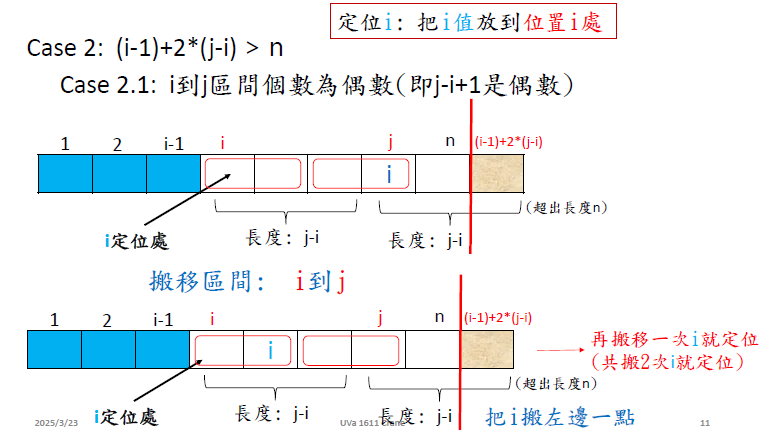 定位i: 把i值放到位置i處
Case 2: (i-1)+2*(j-i) > n
Case 2.1: i到j區間個數為偶數(即j-i+1是偶數)
1 2 i-1 i j n (i-1)+2*(j-i)
i
(超出長度n)
i定位處 長度: j-i 長度: j-i
搬移區間: i到j
1 2 i-1 i j n (i-1)+2*(j-i)
i
再搬移一次i就定位
(共搬2次i就定位)
(超出長度n)
i定位處 長度: j-i 長度: j-i 把i搬左邊一點
2025/3/23 UVa 1611 Crane 11